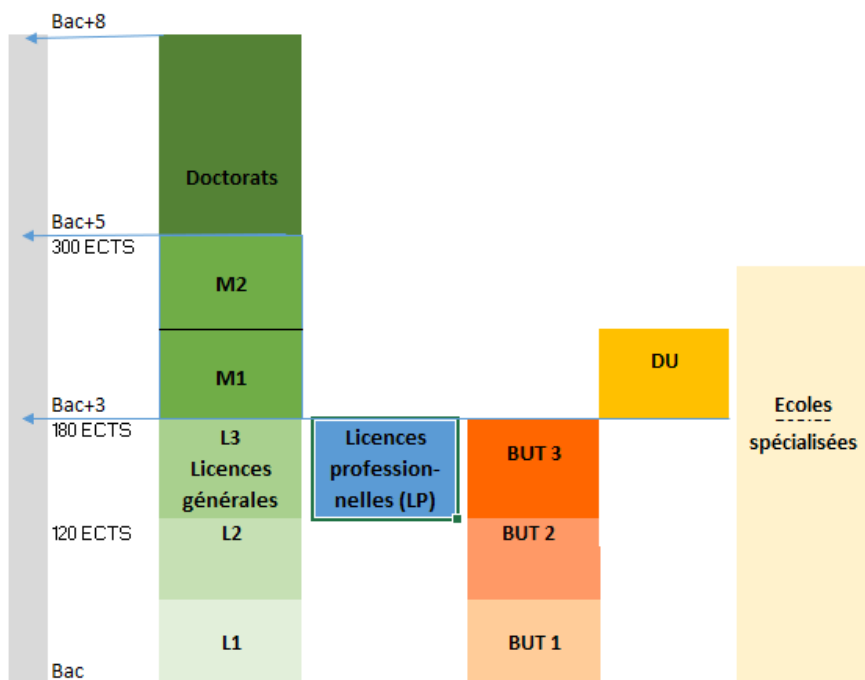 Bac+8
Doctorats
Bac+5
300 ECTS
M2
M1
DU
Bac+3
180 ECTS
L3
Licences
générales
Licences
profession-
nelles (LP)
BUT 3
Ecoles
spécialisées
120 ECTS
L2
BUT 2
L1
BUT 1
Bac